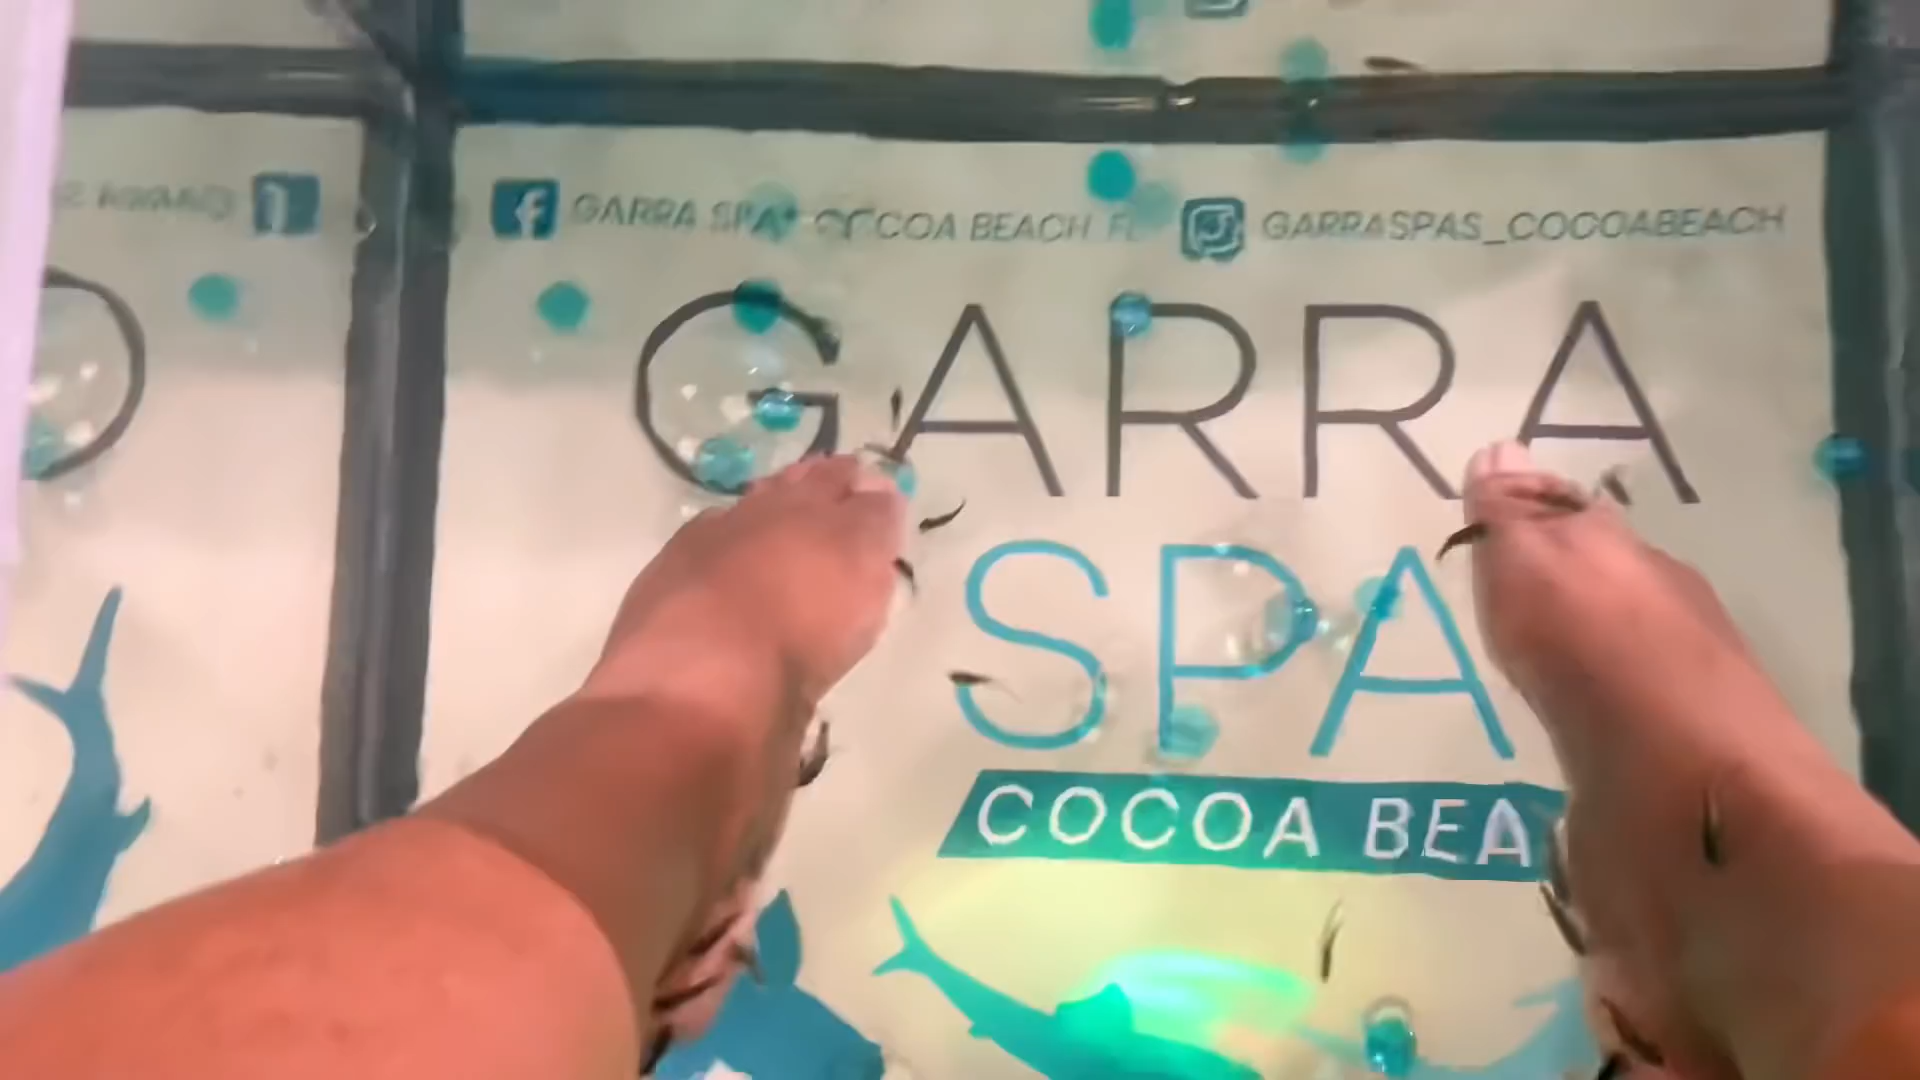 GARRA SPA COCOA BEACH FL
GARRASPAS_COCOABEACH
GARRA
SPA
COCOA BEA